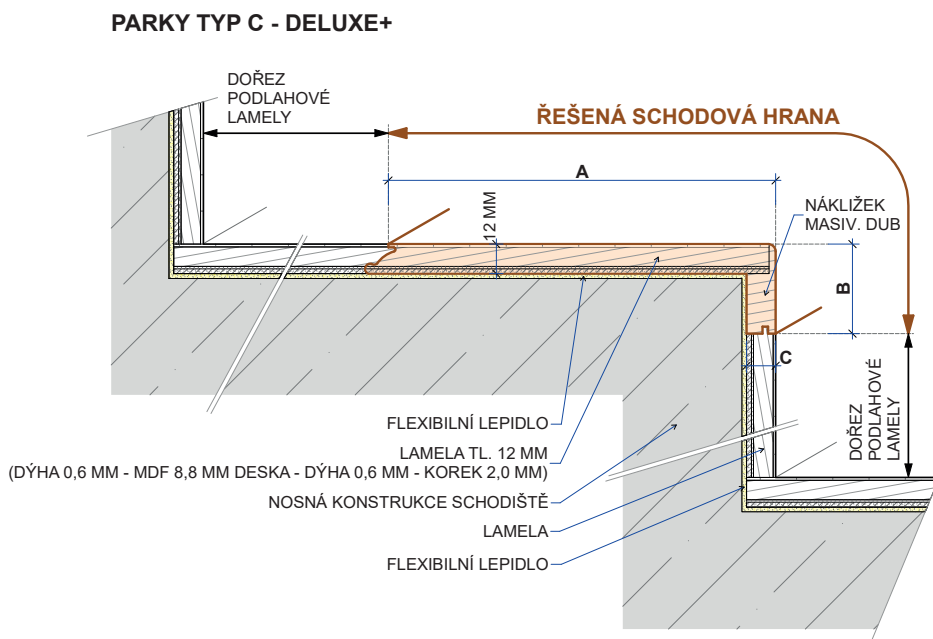 PARKY TYP C - DELUXE+
DOŘEZ
PODLAHOVÉ
LAMELY
ŘEŠENÁ SCHODOVÁ HRANA
A
12 MM
NÁKLIŽEK
MASIV. DUB
B
C
DOŘEZ
PODLAHOVÉ
LAMELY
FLEXIBILNÍ LEPIDLO
LAMELA TL. 12 MM
(DÝHA 0,6 MM - MDF 8,8 MM DESKA - DÝHA 0,6 MM - KOREK 2,0 MM)
NOSNÁ KONSTRUKCE SCHODIŠTĚ
LAMELA
FLEXIBILNÍ LEPIDLO